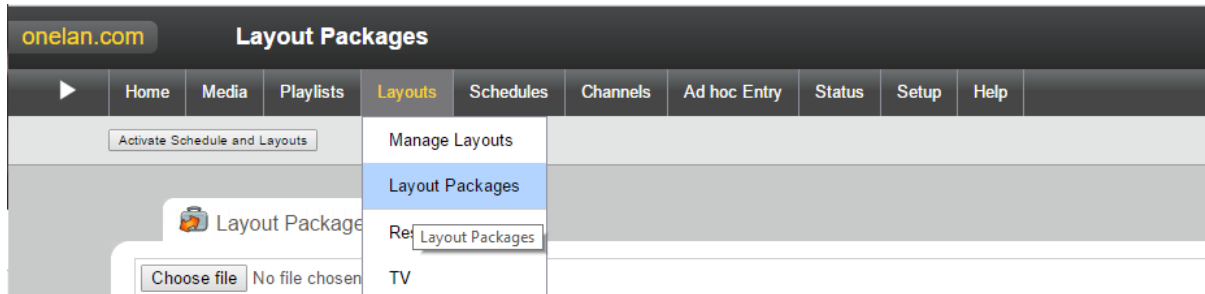 onelan.com Layout Packages
Home Media Playlists Layouts Schedules Channels Ad hoc Entry Status Setup Help
Activate Schedule and Layouts
Manage Layouts
Layout Packages
Layout Package
Layout Packages
Choose file No file chosen
TV